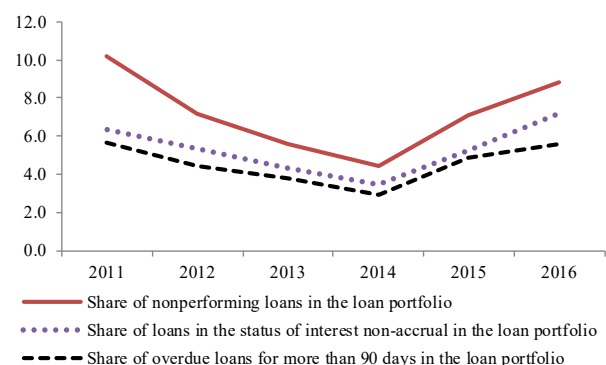 12.0
10.0
8.0
6.0
4.0
2.0
0.0
2011 2012 2013 2014 2015 2016
Share of nonperforming loans in the loan portfolio
Share of loans in the status of interest non-accrual in the loan portfolio
Share of overdue loans for more than 90 days in the loan portfolio